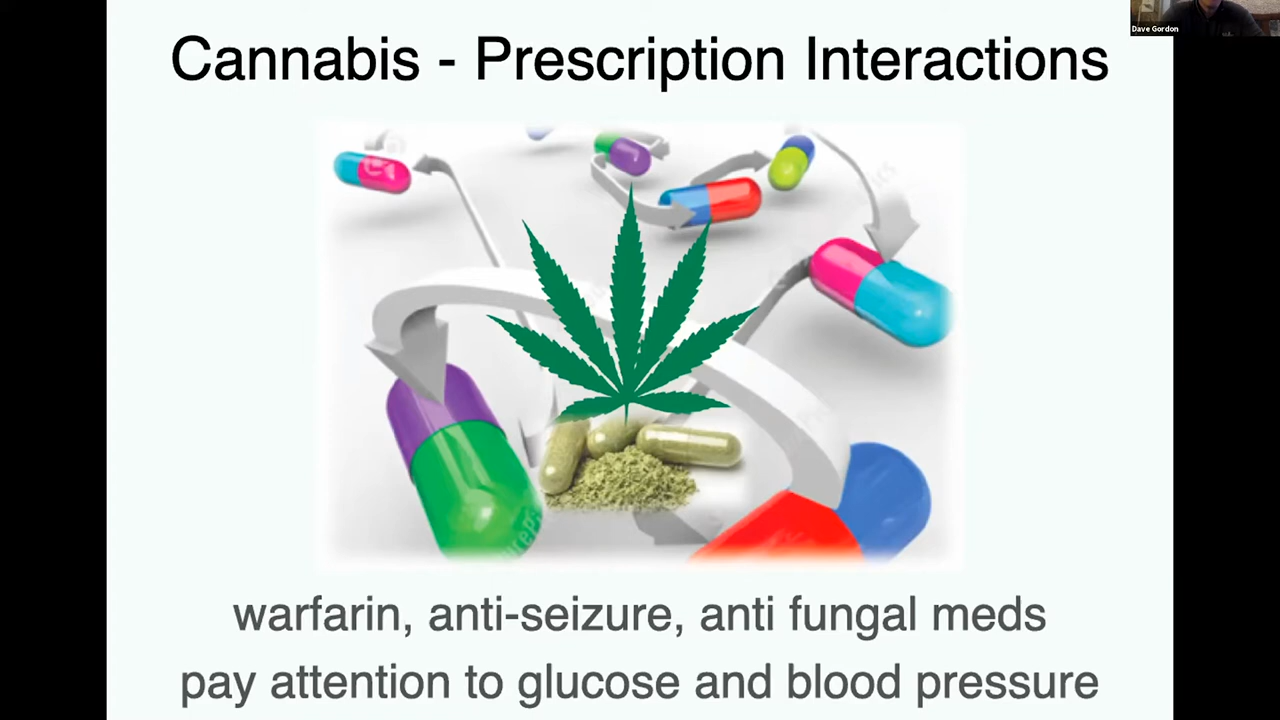 Dave Gordon
Cannabis - Prescription Interactions
warfarin, anti-seizure, anti fungal meds
pay attention to glucose and blood pressure